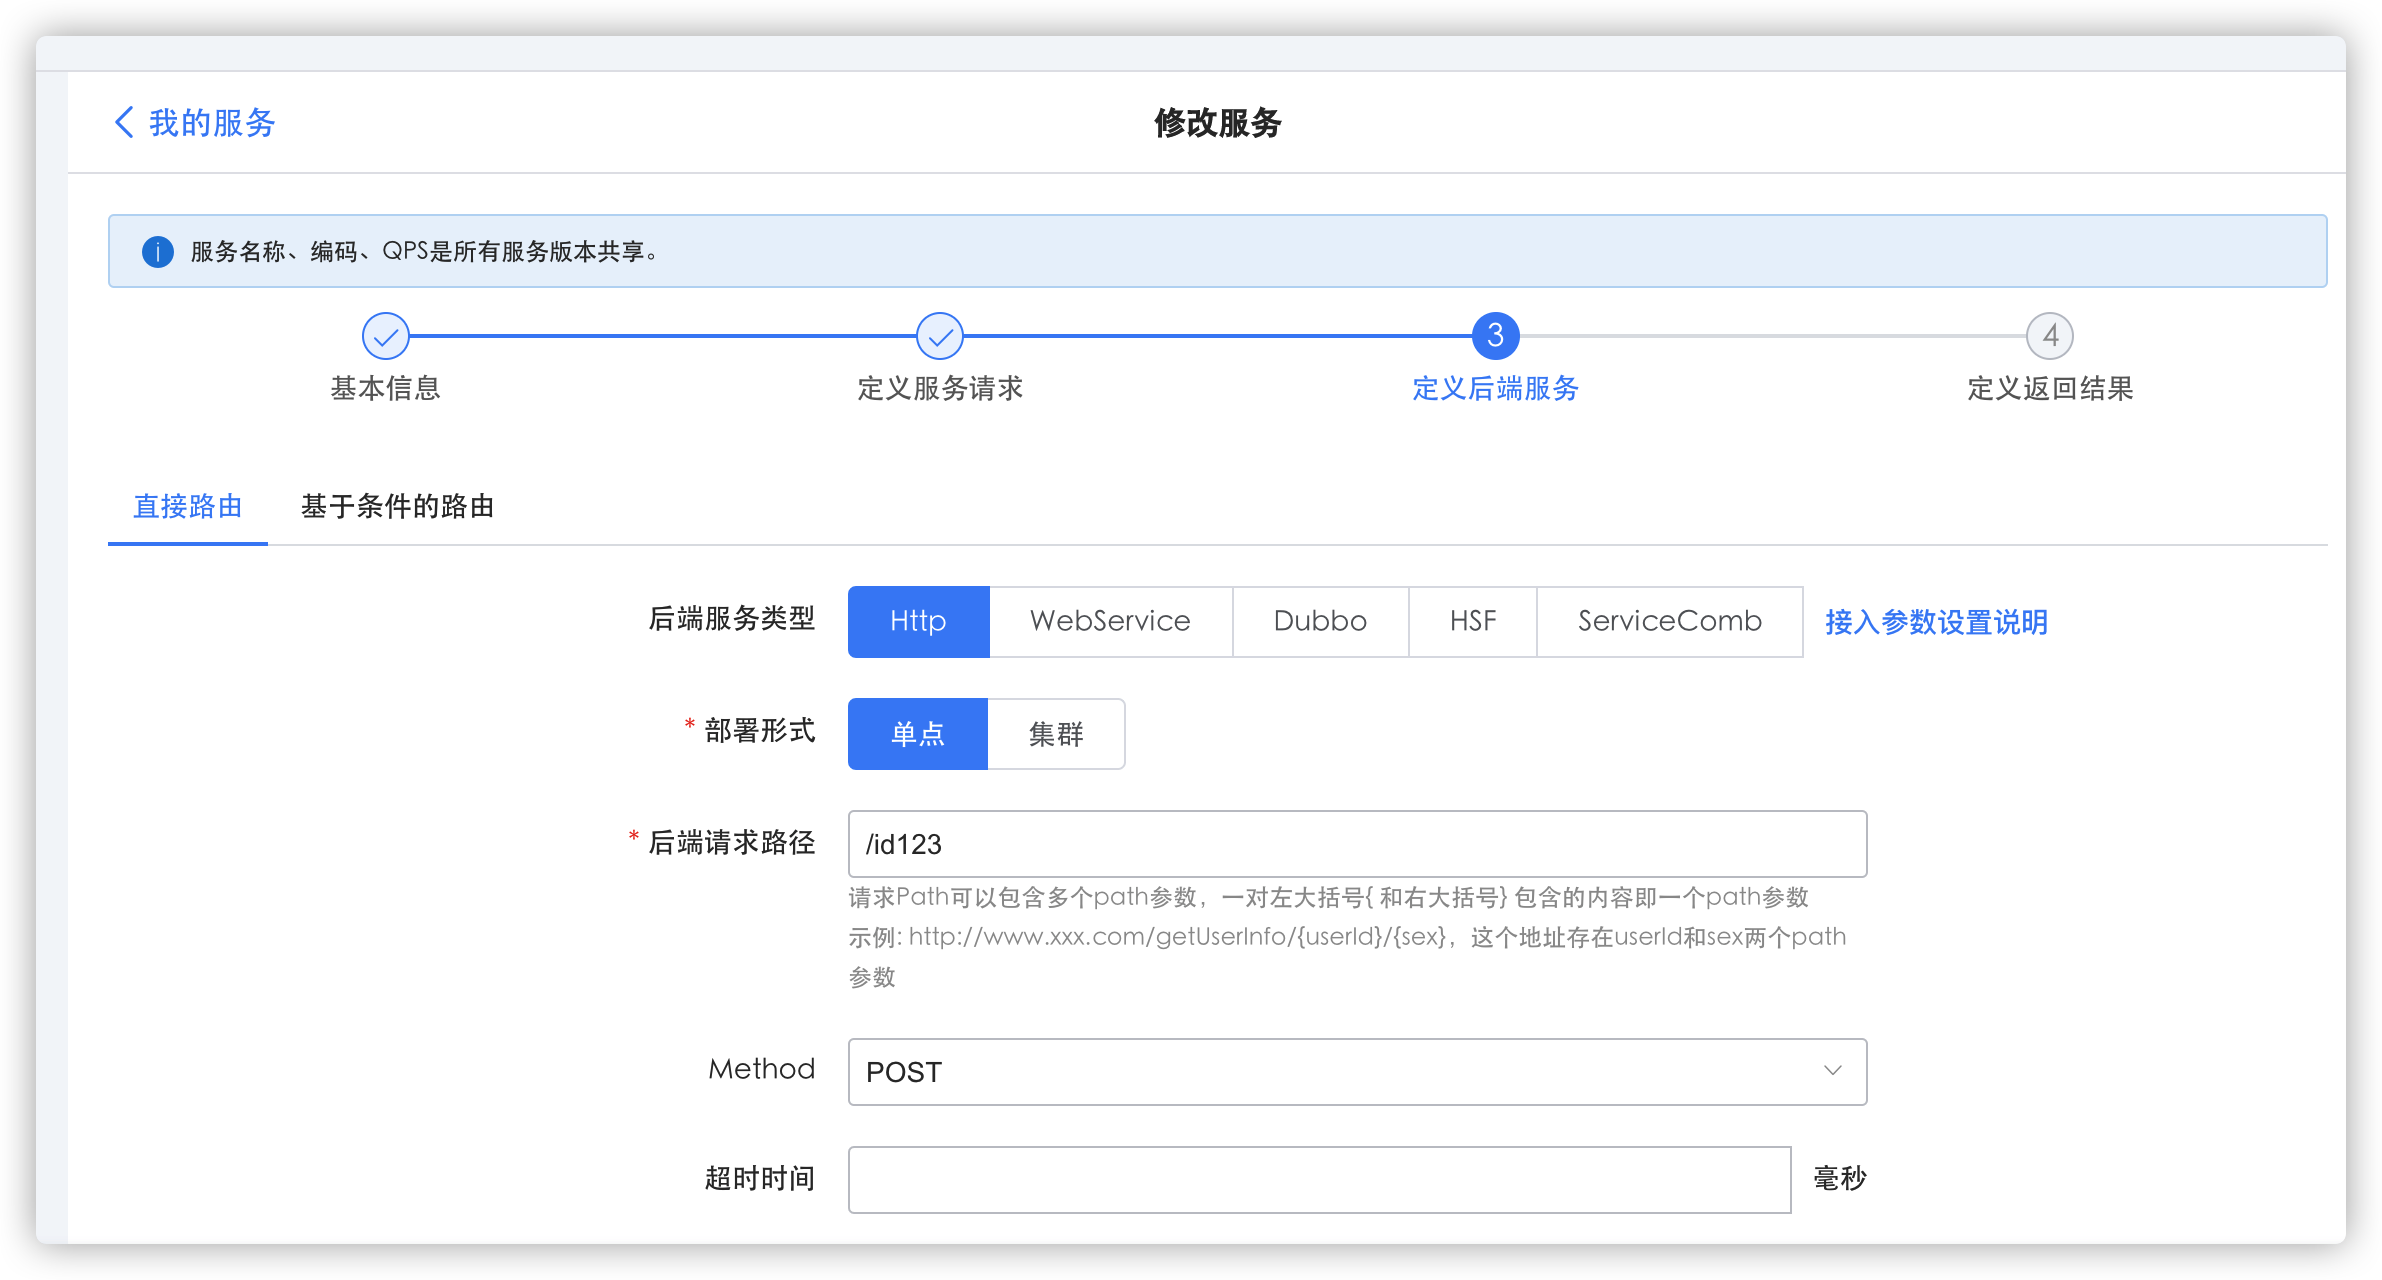 我的服务
修改服务
服务名称、编码、QPS是所有服务版本共享。
3
4
基本信息
定义服务请求
定义后端服务
定义返回结果
直接路由
基于条件的路由
后端服务类型
Http
WebService
Dubbo
HSF
ServiceComb
接入参数设置说明
* 部署形式
单点
集群
* 后端请求路径
/id123
请求Path可以包含多个path参数，一对左大括号{ 和右大括号} 包含的内容即一个path参数
示例: http://www.xxx.com/getUserInfo/{userId}/{sex}，这个地址存在userId和sex两个path
参数
Method
POST
超时时间
毫秒